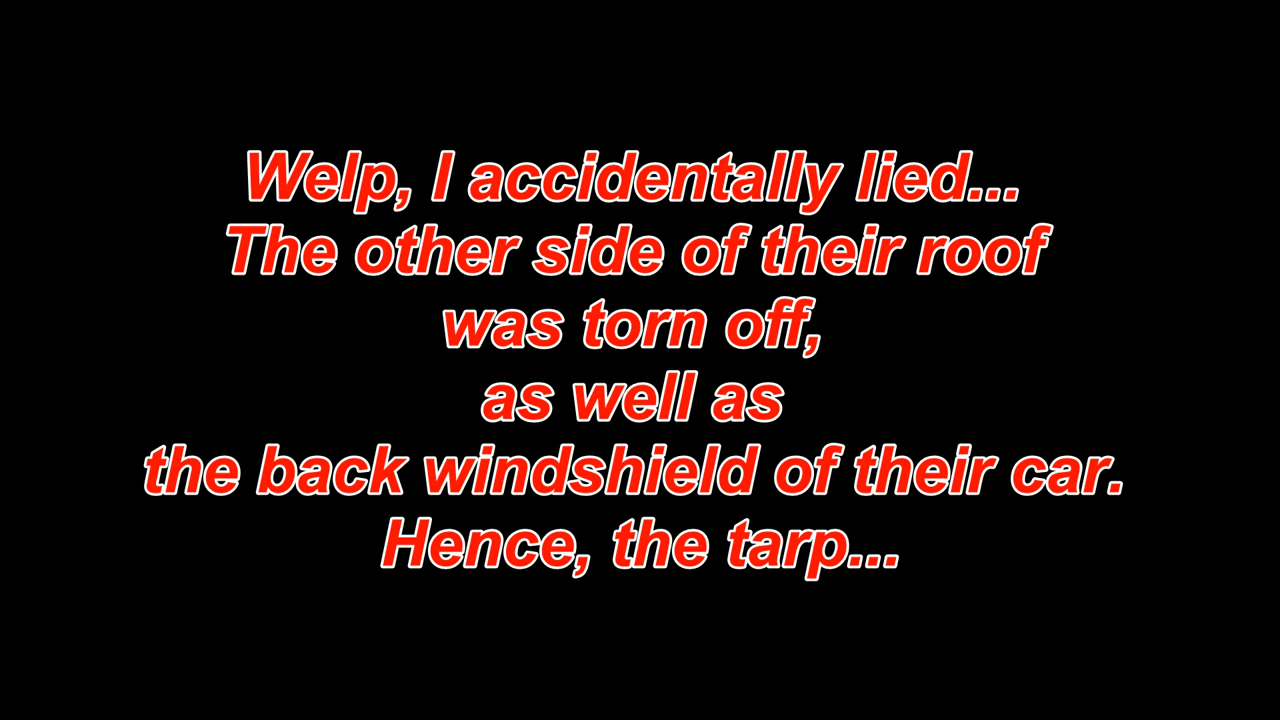 Welp, I accidentally lied...
The other side of their roof
was torn off,
as well as
the back windshield of their car.
Hence, the tarp...